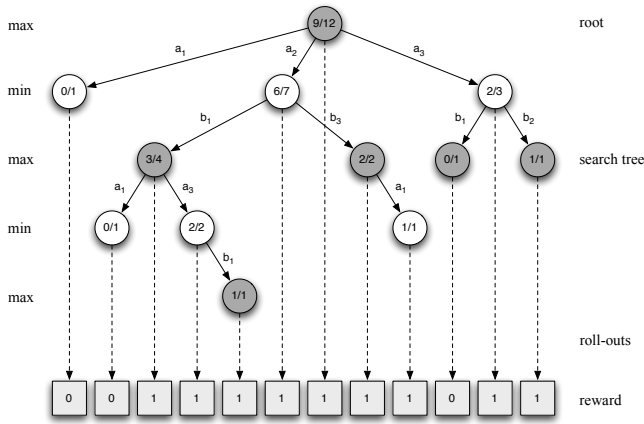 max 9/12 root
a1 a2 a3
min 0/1 6/7 2/3
b1 b3 b1 b2
max 3/4 2/2 0/1 1/1 search tree
a1 a3 a1
min 0/1 2/2 1/1
b1
max 1/1
roll-outs
0 0 1 1 1 1 1 1 1 0 1 1 reward